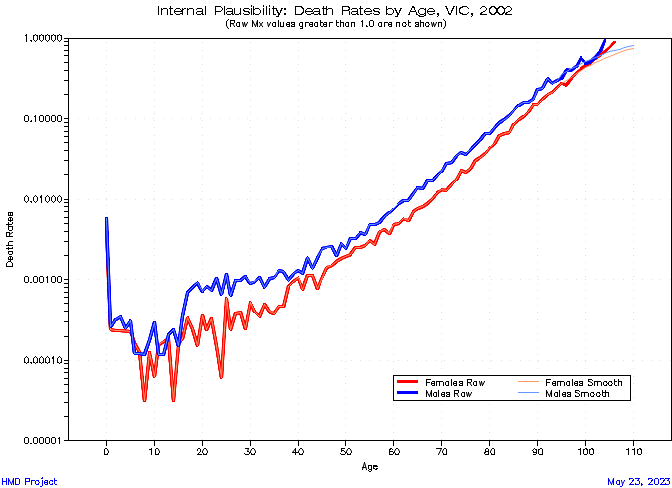 Internal Plausibility: Death Rates by Age, VIC, 2002
(Raw Mx values greater than 1.0 are not shown)
1.00000
0.10000
0.01000
0.00100
0.00010
0.00001
Death Rates
0 10 20 30 40 50 60 70 80 90 100 110
Age
Females Raw Females Smooth
Males Raw Males Smooth
HMD Project May 23, 2023